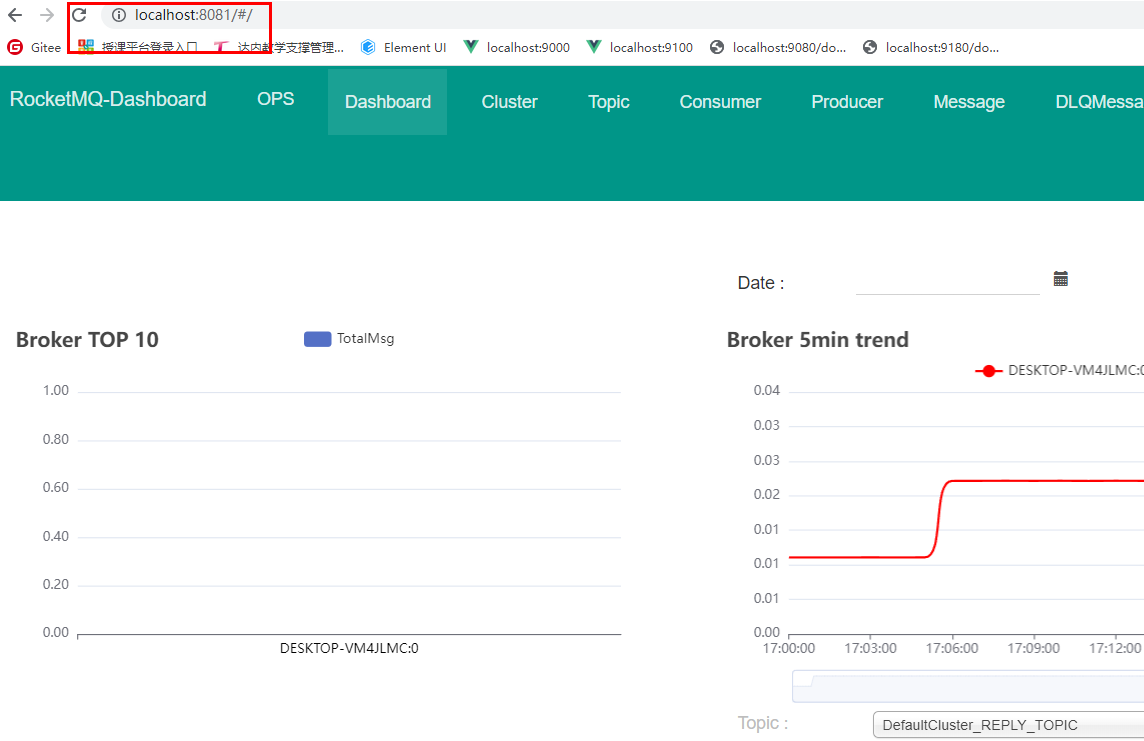 localhost:8081/#/
Gitee 授课平台登录入口 达内教学支撑管理... Element UI localhost:9000 localhost:9100 localhost:9080/do... localhost:9180/do...
RocketMQ-Dashboard OPS Dashboard Cluster Topic Consumer Producer Message DLQMessa
Date :
Broker TOP 10
TotalMsg
1.00
0.80
0.60
0.40
0.20
0.00
DESKTOP-VM4JLMC:0
Broker 5min trend
DESKTOP-VM4JLMC:0
0.04
0.03
0.03
0.02
0.01
0.01
0.01
0.00
17:00:00 17:03:00 17:06:00 17:09:00 17:12:00
Topic :
DefaultCluster_REPLY_TOPIC